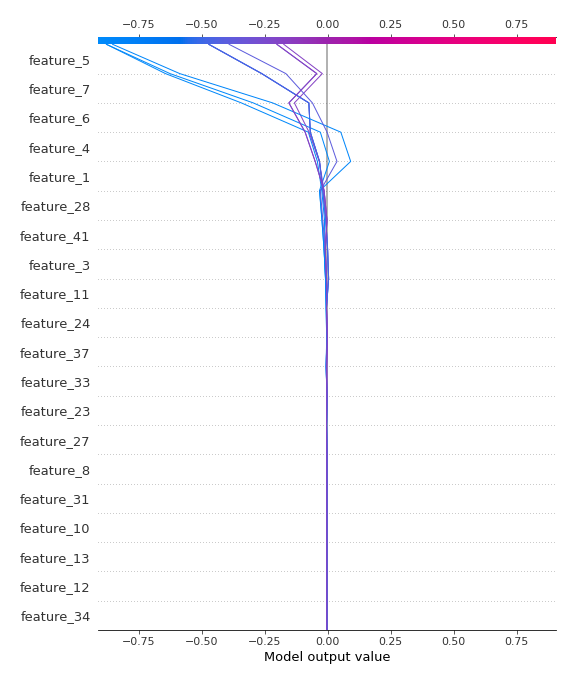 −0.75 −0.50 −0.25 0.00 0.25 0.50 0.75
feature_5
feature_7
feature_6
feature_4
feature_1
feature_28
feature_41
feature_3
feature_11
feature_24
feature_37
feature_33
feature_23
feature_27
feature_8
feature_31
feature_10
feature_13
feature_12
feature_34
−0.75 −0.50 −0.25 0.00 0.25 0.50 0.75
Model output value